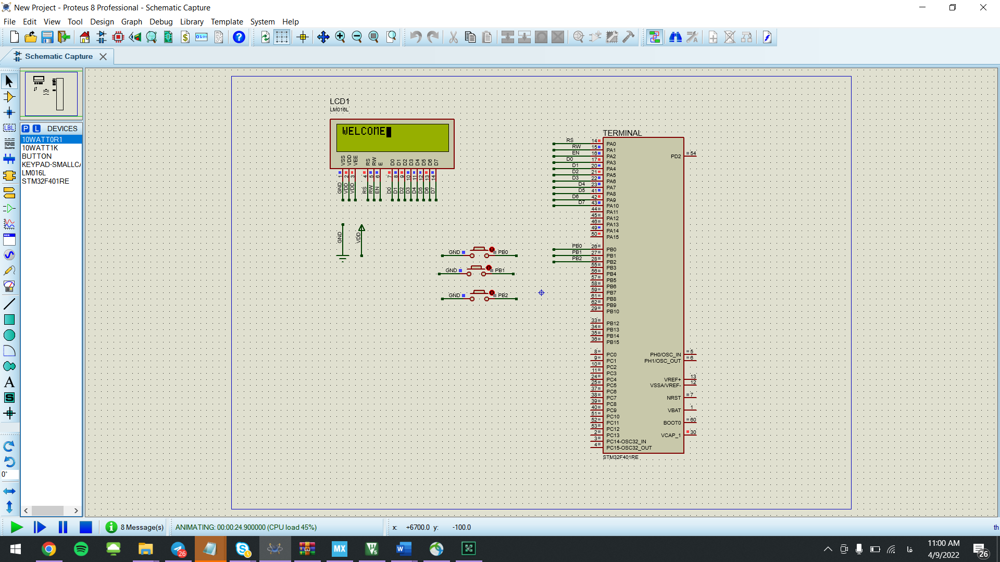 New Project - Proteus 8 Professional - Schematic Capture
File Edit View Tool Design Graph Debug Library Template System Help
Schematic Capture
P L DEVICES
10WATT0R1
10WATT1K
BUTTON
KEYPAD-SMALLCA
LM016L
STM32F401RE
LBL
A
S
0°
LCD1
LM016L
WELCOME
VSS VDD VEE RS RW E D0 D1 D2 D3 D4 D5 D6 D7
1 2 3 4 5 6 7 8 9 10 11 12 13 14
GND VDD VDD RS RW EN D0 D1 D2 D3 D4 D5 D6 D7
GND VDD
GND PB0
GND PB1
GND PB2
TERMINAL
RS 14 PA0
RW 15 PA1
EN 16 PA2
D0 17 PA3
D1 20 PA4
D2 21 PA5
D3 22 PA6
D4 23 PA7
D5 41 PA8
D6 42 PA9
D7 43 PA10
44 PA11
45 PA12
46 PA13
49 PA14
50 PA15
PB0 26 PB0
PB1 27 PB1
PB2 28 PB2
55 PB3
56 PB4
57 PB5
58 PB6
59 PB7
61 PB8
62 PB9
29 PB10
33 PB12
34 PB13
35 PB14
36 PB15
8 PC0
9 PC1
10 PC2
11 PC3
24 PC4
25 PC5
37 PC6
38 PC7
39 PC8
40 PC9
51 PC10
52 PC11
53 PC12
2 PC13
3 PC14-OSC32_IN
4 PC15-OSC32_OUT
PD2 54
PH0/OSC_IN 5
PH1/OSC_OUT 6
VREF+ 13
VSSA/VREF- 12
NRST 7
VBAT 1
BOOT0 60
VCAP_1 30
STM32F401RE
8 Message(s) ANIMATING: 00:00:24.900000 (CPU load 45%) x: +6700.0 y: -100.0 th
26
MX
فا
11:00 AM
4/9/2022
26